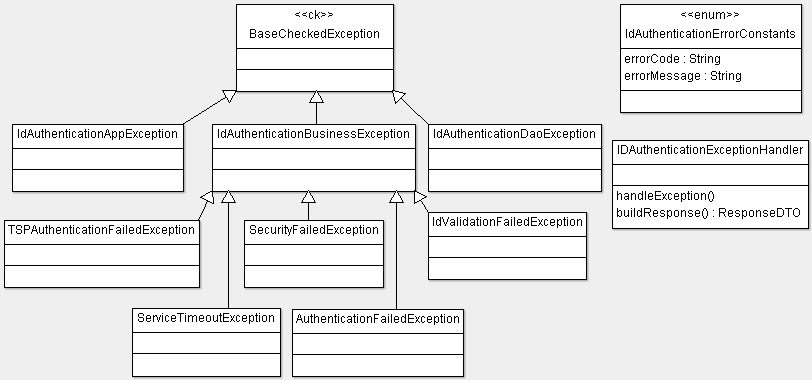 <<ck>>
BaseCheckedException
<<enum>>
IdAuthenticationErrorConstants
errorCode : String
errorMessage : String
IdAuthenticationAppException
IdAuthenticationBusinessException
IdAuthenticationDaoException
IDAuthenticationExceptionHandler
handleException()
buildResponse() : ResponseDTO
TSPAuthenticationFailedException
SecurityFailedException
IdValidationFailedException
ServiceTimeoutException
AuthenticationFailedException